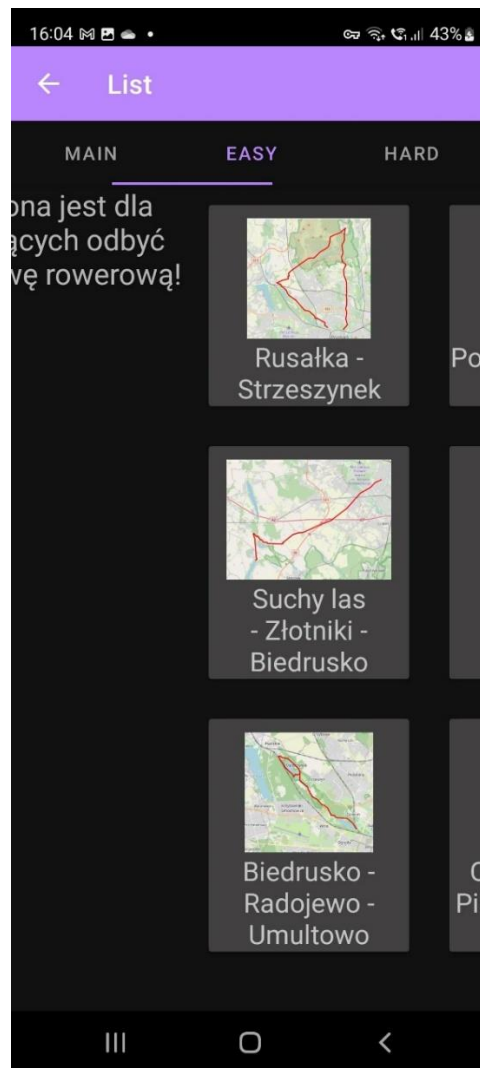 16:04 43%
List
MAIN EASY HARD
ona jest dla
ących odbyć
wę rowerową!
Rusałka -
Strzeszynek
Po
Suchy las
- Złotniki -
Biedrusko
Biedrusko -
Radojewo -
Umultowo
Pi